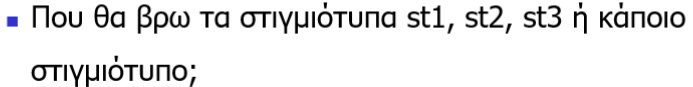 ▪ Που θα βρω τα στιγμιότυπα st1, st2, st3 ή κάποιο
στιγμιότυπο;